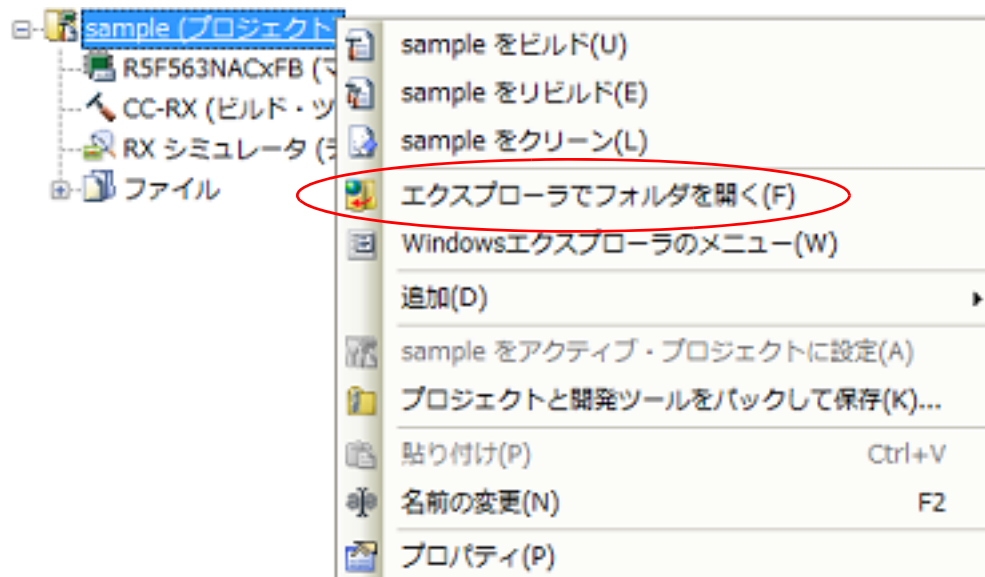 sample (プロジェクト
R5F563NACxFB (マ
CC-RX (ビルド・ツ
RX シミュレータ (デ
ファイル
sample をビルド(U)
sample をリビルド(E)
sample をクリーン(L)
エクスプローラでフォルダを開く(F)
Windowsエクスプローラのメニュー(W)
追加(D)
sample をアクティブ・プロジェクトに設定(A)
プロジェクトと開発ツールをパックして保存(K)...
貼り付け(P) Ctrl+V
名前の変更(N) F2
プロパティ(P)